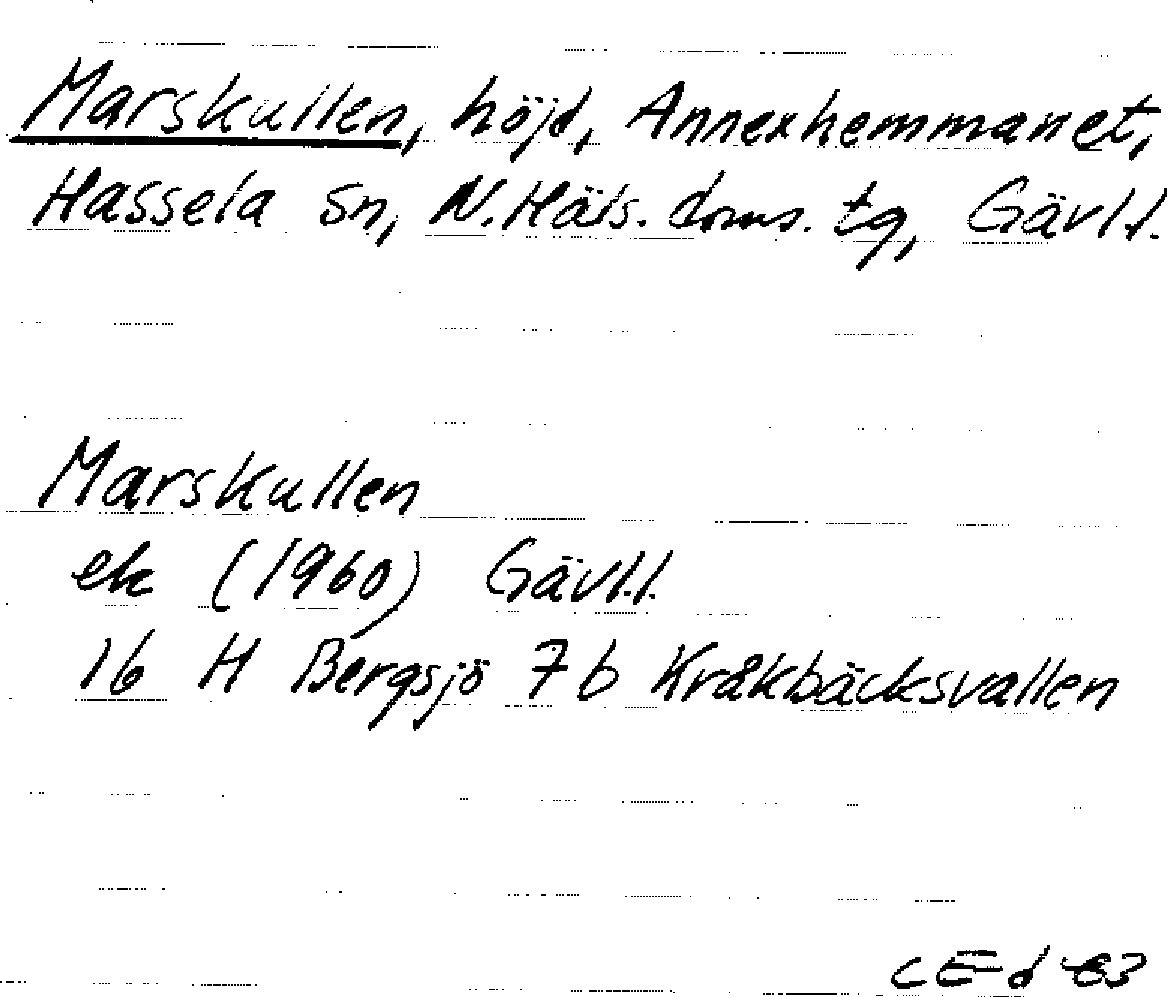 Marskullen, höjd, Annexhemmanet,
Hassela sn, N. Häls. doms. tg, Gävl.l.
Marskullen
ek (1960) Gävl.l.
16 H Bergsjö 7 b Kråkbäcksvallen